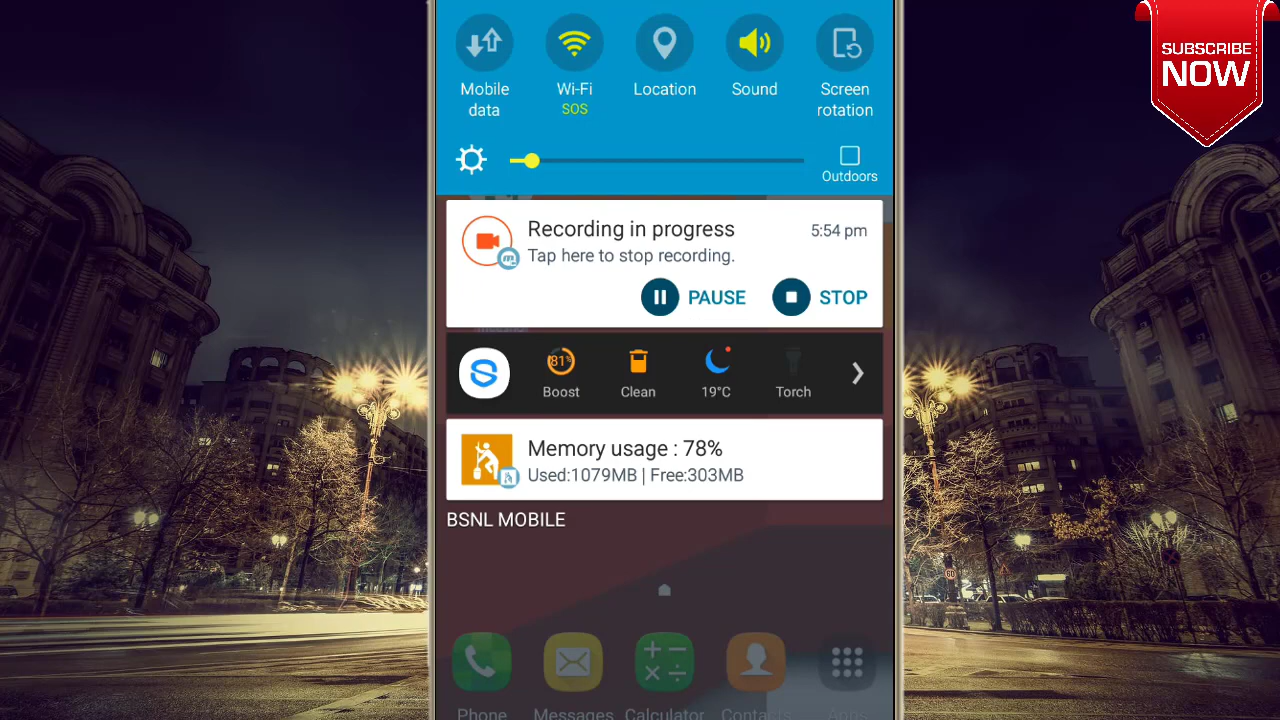 SUBSCRIBE
NOW
Mobile data
Wi-Fi
SOS
Location
Sound
Screen rotation
Outdoors
Recording in progress
5:54 pm
Tap here to stop recording.
PAUSE
STOP
81%
Boost
Clean
19°C
Torch
Memory usage : 78%
Used:1079MB | Free:303MB
BSNL MOBILE
Phone
Messages
Calculator
Contacts
Apps